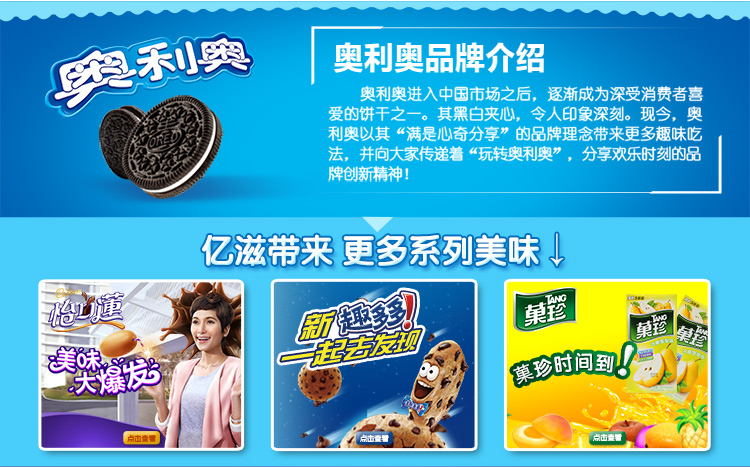 奥利奥
奥利奥品牌介绍
奥利奥进入中国市场之后，逐渐成为深受消费者喜
爱的饼干之一。其黑白夹心，令人印象深刻。现今，奥
利奥以其“满是心奇分享”的品牌理念带来更多趣味吃
法，并向大家传递着“玩转奥利奥”，分享欢乐时刻的品
牌创新精神！
OREO
亿滋带来 更多系列美味↓
怡口莲
美味
大爆发
点击查看
新趣多多！
一起去发现
点击查看
TANG
菓珍
TANG
菓珍
菓珍时间到！
点击查看